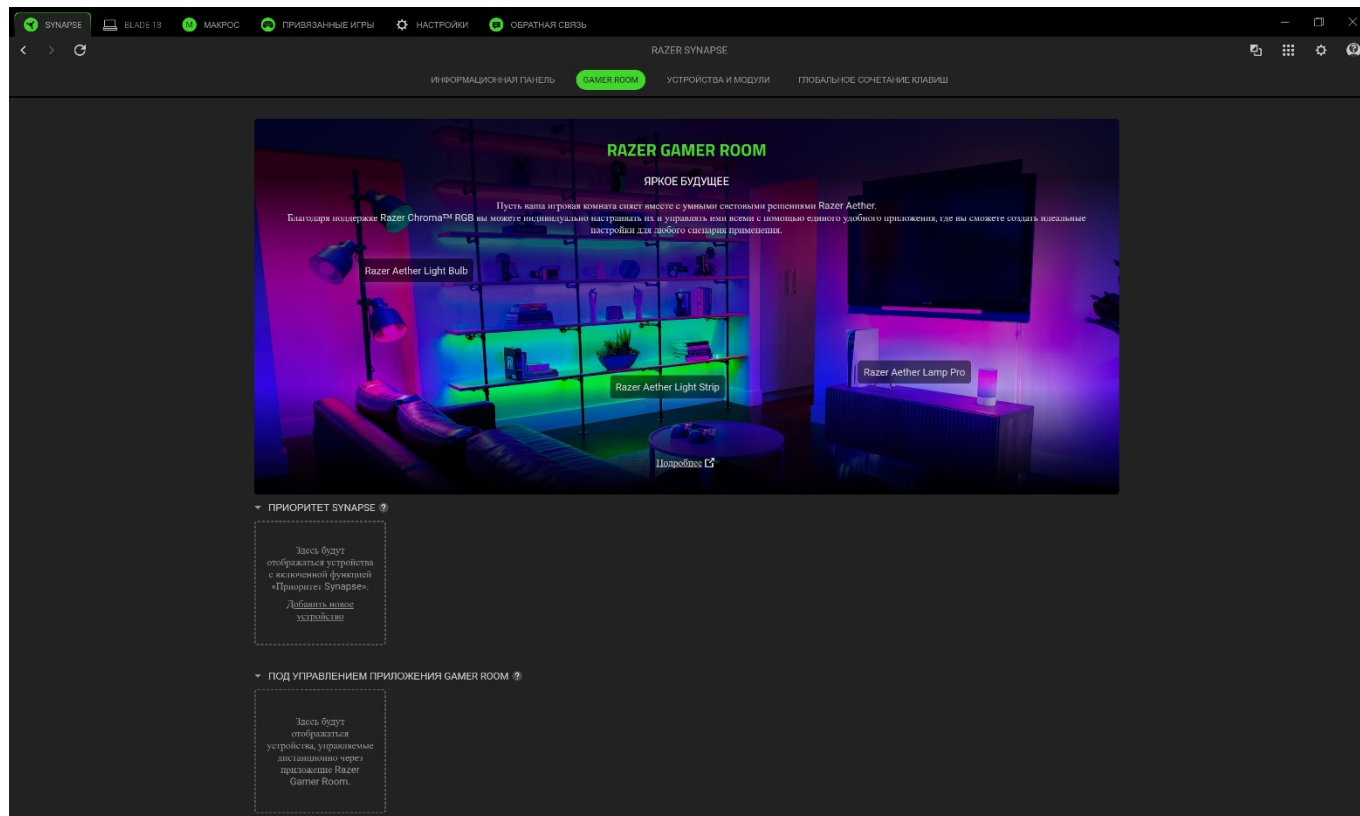 SYNAPSE BLADE 18 МАКРОС ПРИВЯЗАННЫЕ ИГРЫ НАСТРОЙКИ ОБРАТНАЯ СВЯЗЬ
RAZER SYNAPSE
ИНФОРМАЦИОННАЯ ПАНЕЛЬ GAMER ROOM УСТРОЙСТВА И МОДУЛИ ГЛОБАЛЬНОЕ СОЧЕТАНИЕ КЛАВИШ
RAZER GAMER ROOM
ЯРКОЕ БУДУЩЕЕ
Пусть ваша игровая комната сияет вместе с умными световыми решениями Razer Aether.
Благодаря поддержке Razer Chroma™ RGB вы можете индивидуально настраивать их и управлять ими всеми с помощью единого удобного приложения, где вы сможете создать идеальные
настройки для любого сценария применения.
Razer Aether Light Bulb
Razer Aether Lamp Pro
Razer Aether Light Strip
Подробнее
ПРИОРИТЕТ SYNAPSE ?
Здесь будут
отображаться устройства
с включенной функцией
«Приоритет Synapse».
Добавить новое
устройство
ПОД УПРАВЛЕНИЕМ ПРИЛОЖЕНИЯ GAMER ROOM ?
Здесь будут
отображаться
устройства, управляемые
дистанционно через
приложение Razer
Gamer Room.